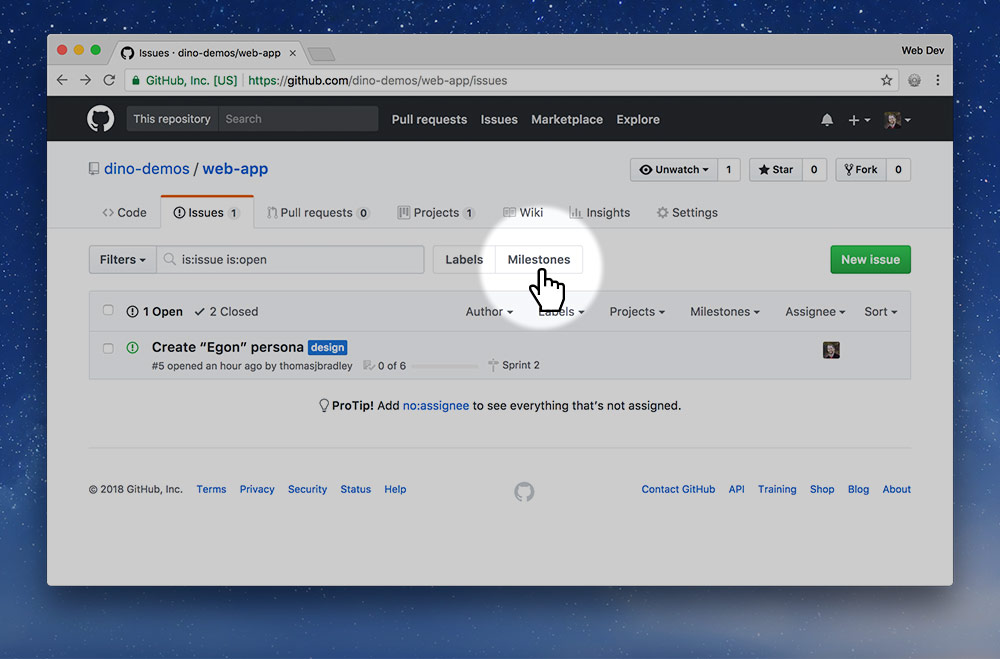 Issues · dino-demos/web-app
Web Dev
GitHub, Inc. [US] https://github.com/dino-demos/web-app/issues
This repository Search Pull requests Issues Marketplace Explore
dino-demos / web-app Unwatch 1 Star 0 Fork 0
Code Issues 1 Pull requests 0 Projects 1 Wiki Insights Settings
Filters is:issue is:open Labels Milestones New issue
1 Open 2 Closed Author Labels Projects Milestones Assignee Sort
Create “Egon” persona design
#5 opened an hour ago by thomasjbradley 0 of 6 Sprint 2
ProTip! Add no:assignee to see everything that’s not assigned.
© 2018 GitHub, Inc. Terms Privacy Security Status Help Contact GitHub API Training Shop Blog About